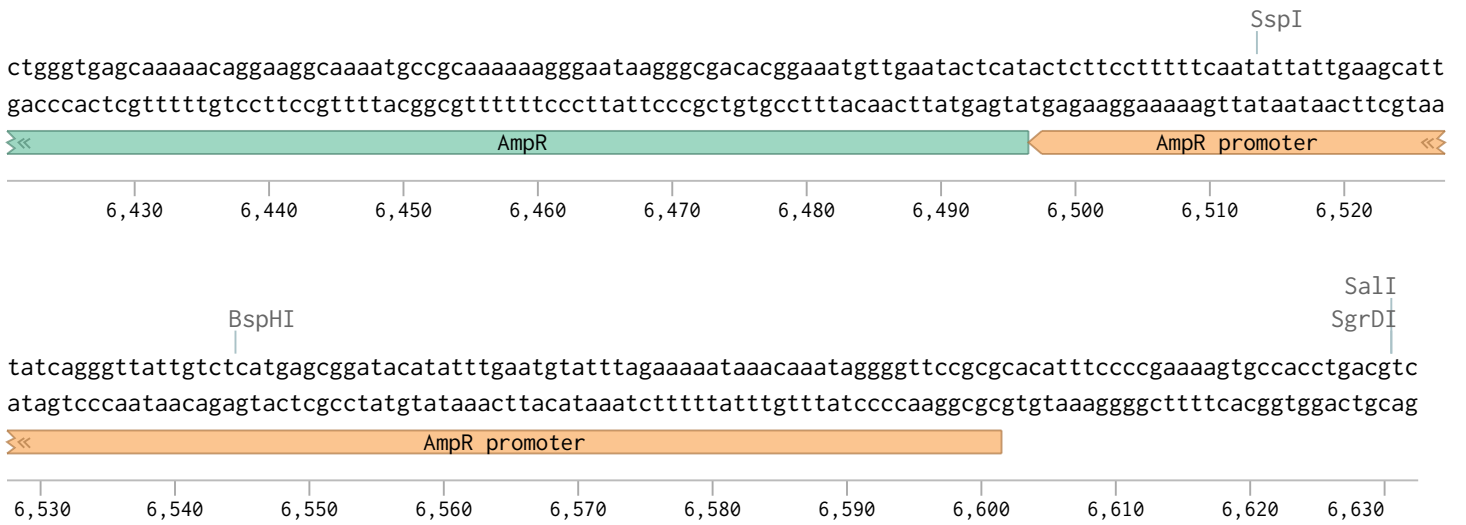 SspI
ctgggtgagcaaaaacaggaaggcaaaatgccgcaaaaaagggaataagggcgacacggaaatgttgaatactcatactcttcctttttcaatattattgaagcatt
gacccactcgtttttgtccttccgttttacggcgttttttcccttattcccgctgtgcctttacaacttatgagtatgagaaggaaaaagttataataacttcgtaa
AmpR AmpR promoter
6,430 6,440 6,450 6,460 6,470 6,480 6,490 6,500 6,510 6,520
SalI
BspHI SgrDI
tatcagggttattgtctcatgagcggatacatatttgaatgtatttagaaaaataaacaaataggggttccgcgcacatttccccgaaaagtgccacctgacgtc
atagtcccaataacagagtactcgcctatgtataaacttacataaatctttttatttgtttatccccaaggcgcgtgtaaaggggcttttcacggtggactgcag
AmpR promoter
6,530 6,540 6,550 6,560 6,570 6,580 6,590 6,600 6,610 6,620 6,630